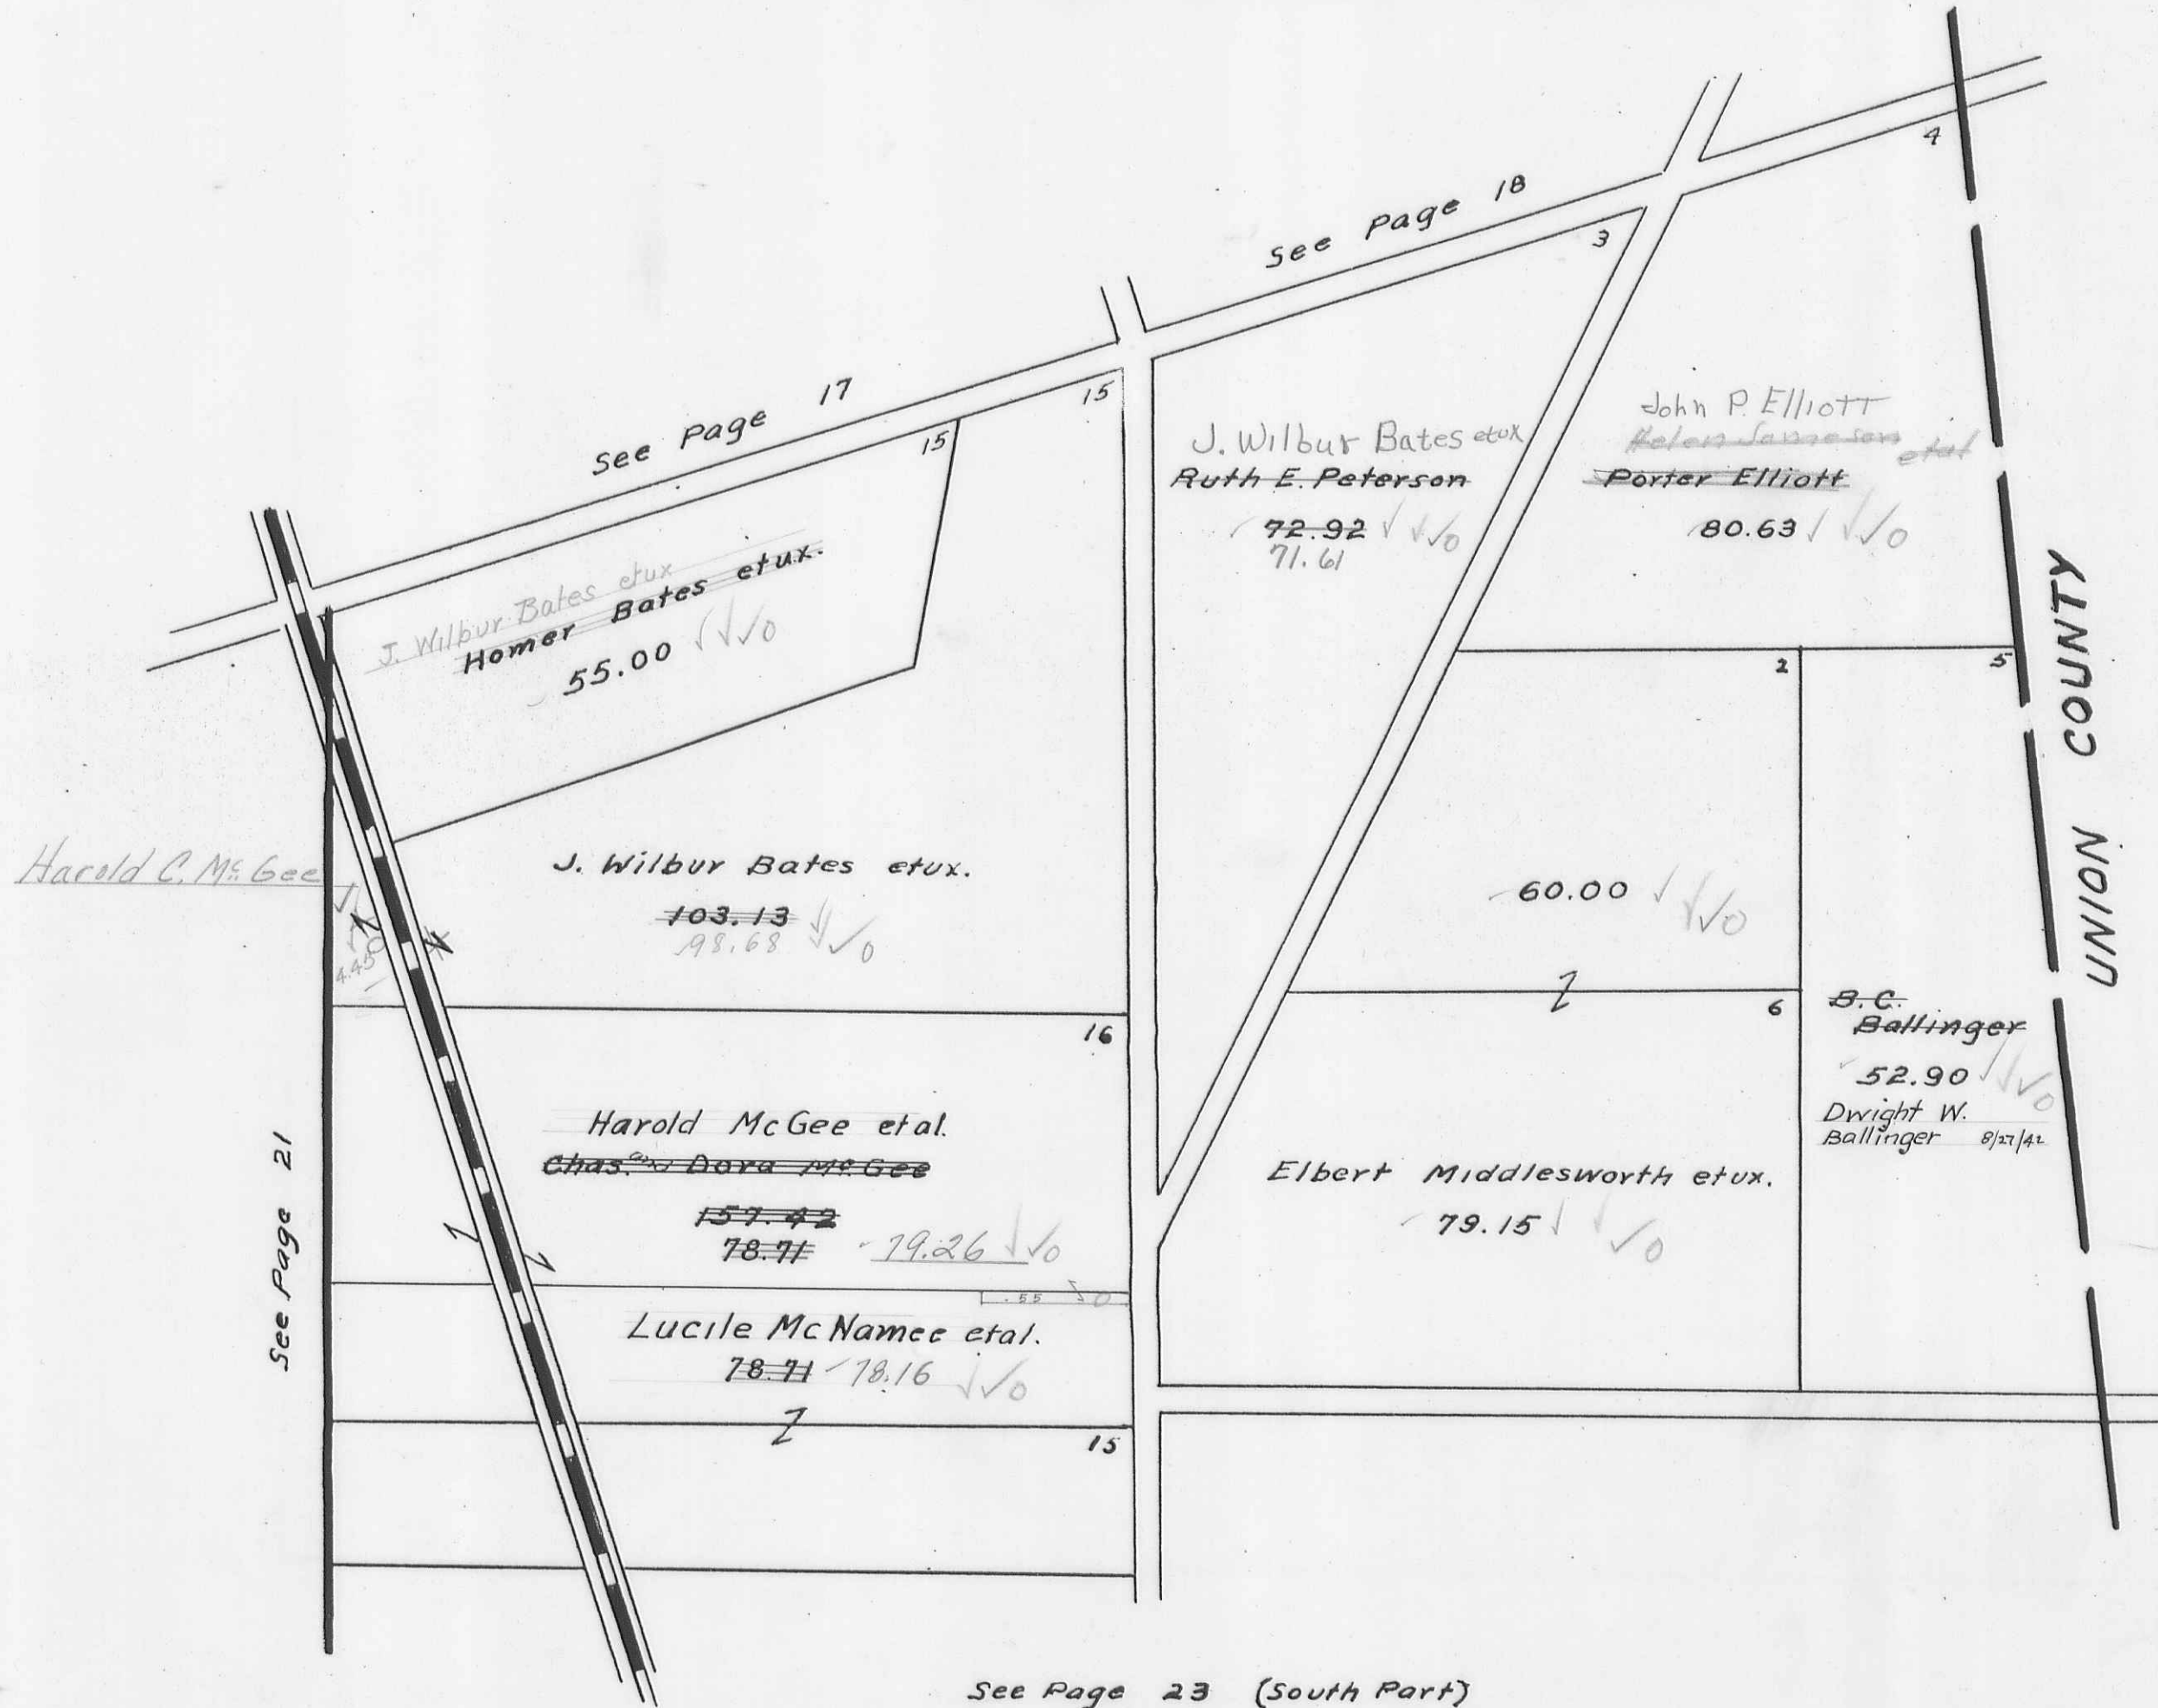 4
See Page 18
3
See Page 17
15
15
J. Wilbur Bates etux
Ruth E. Peterson
72.92
71.61
John P. Elliott
Helen Jameson etal
Porter Elliott
80.63
J. Wilbur Bates etux
Homer Bates etux.
55.00
2
5
UNION COUNTY
Harold C. McGee
4.45
J. Wilbur Bates etux.
103.13
98.68
60.00
16
6
B.C.
Ballinger
52.90
Dwight W.
Ballinger 8/27/42
Harold McGee etal.
Chas. Dora McGee
157.42
78.71 79.26
.55
Elbert Middlesworth etux.
79.15
See Page 21
Lucile McNamee etal.
78.71 78.16
15
See Page 23 (South Part)